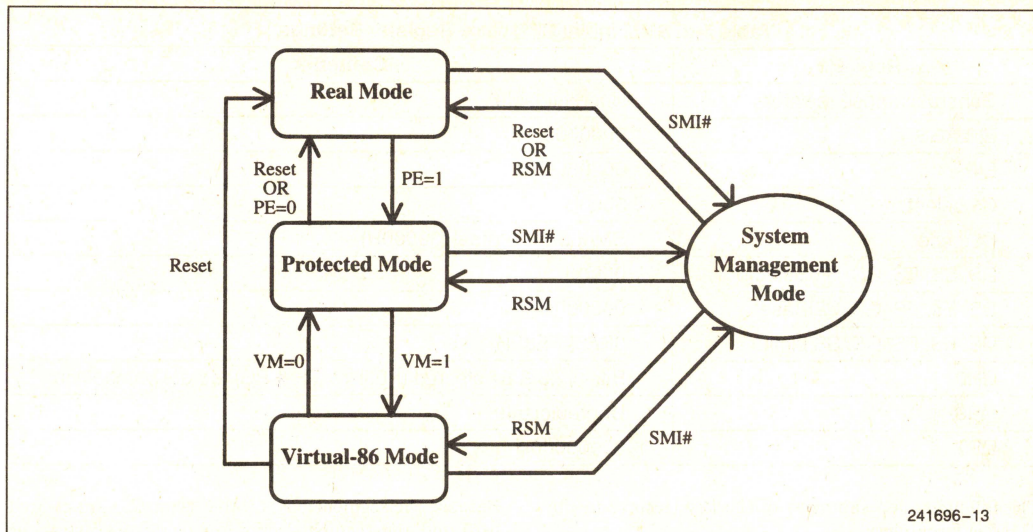 Real Mode
SMI#
Reset
OR
RSM
Reset
OR
PE=0
PE=1
SMI#
System
Management
Mode
Reset
Protected Mode
RSM
VM=0
VM=1
RSM
SMI#
Virtual-86 Mode
241696–13